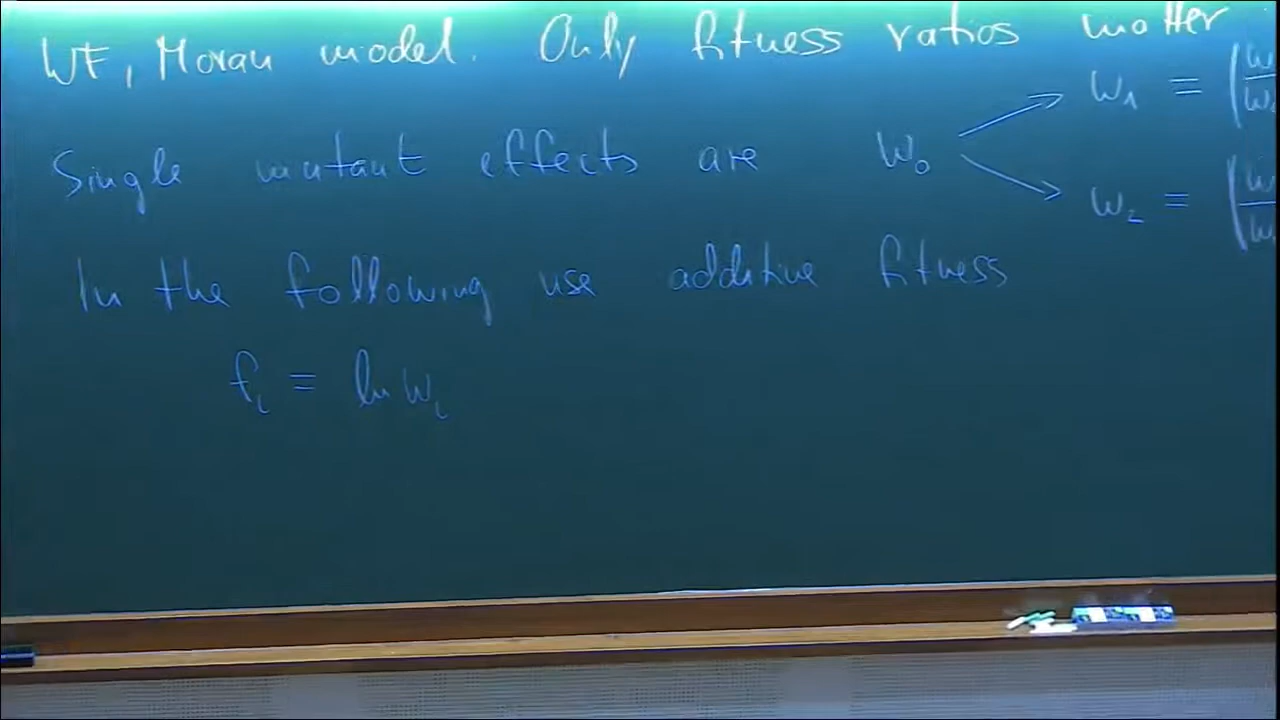 WF, Moran model. Only fitness ratios matter
Single mutant effects are w₀ → w₁ ≡ (w
→ w₂ ≡ (w
In the following use additive fitness
fᵢ ≡ ln wᵢ